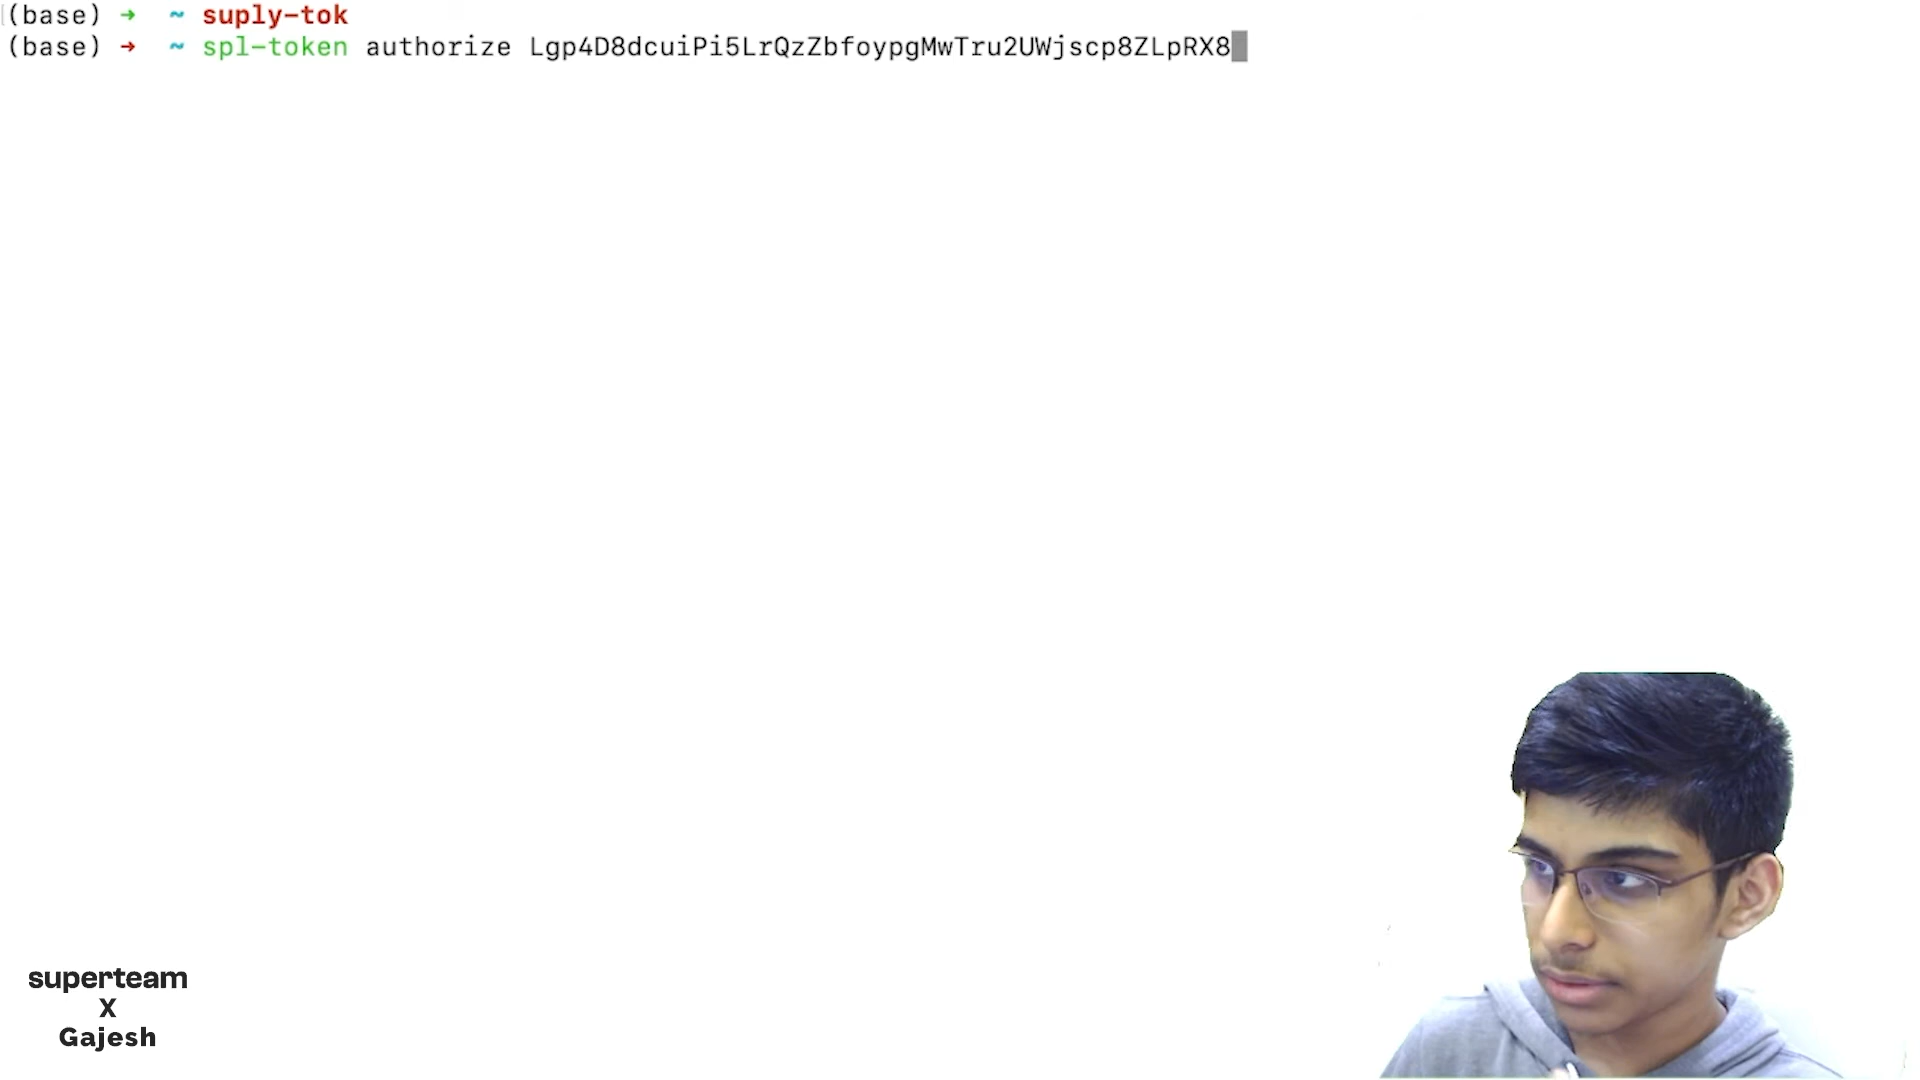 (base) → ~ suply-tok
(base) → ~ spl-token authorize Lgp4D8dcuiPi5LrQzZbfoypgMwTru2UWjscp8ZLpRX8
superteam
X
Gajesh